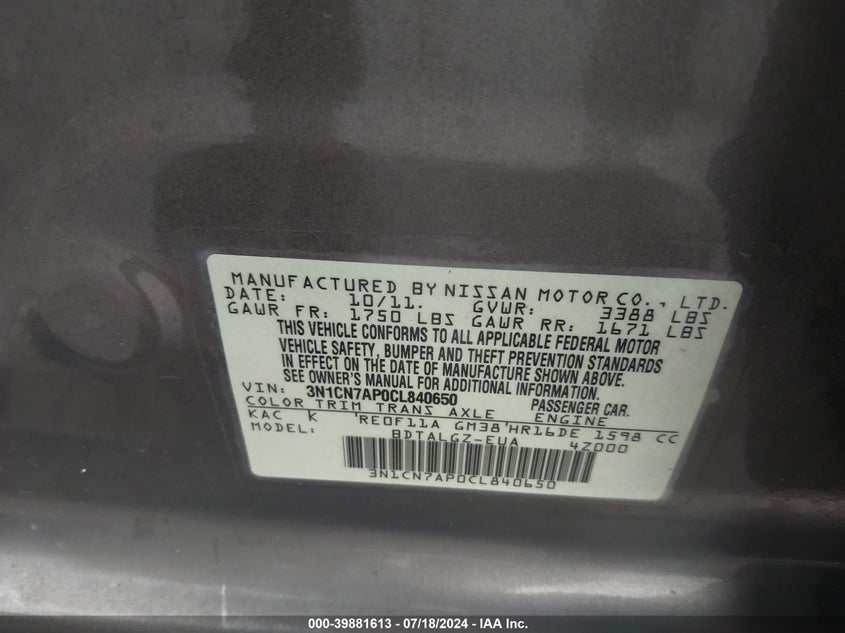 MANUFACTURED BY NISSAN MOTOR CO., LTD.
DATE: 10/11. GVWR: 3388 LBS
GAWR FR: 1750 LBS GAWR RR: 1671 LBS
THIS VEHICLE CONFORMS TO ALL APPLICABLE FEDERAL MOTOR
VEHICLE SAFETY, BUMPER AND THEFT PREVENTION STANDARDS
IN EFFECT ON THE DATE OF MANUFACTURE SHOWN ABOVE.
SEE OWNER'S MANUAL FOR ADDITIONAL INFORMATION.
VIN: 3N1CN7AP0CL840650 PASSENGER CAR.
COLOR TRIM TRANS AXLE ENGINE
KAC K RE0F11A GM38 HR16DE 1598 CC
MODEL: BDTALGZ-EUA 4Z000
3N1CN7AP0CL840650
000-39881613 - 07/18/2024 - IAA Inc.